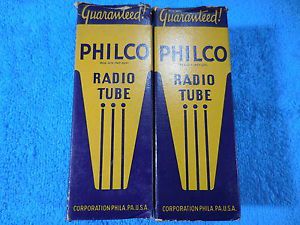 Guaranteed!
PHILCO
RADIO
TUBE
CORPORATION PHILA. PA. U.S.A.
Guaranteed!
PHILCO
RADIO
TUBE
CORPORATION PHILA. PA. U.S.A.